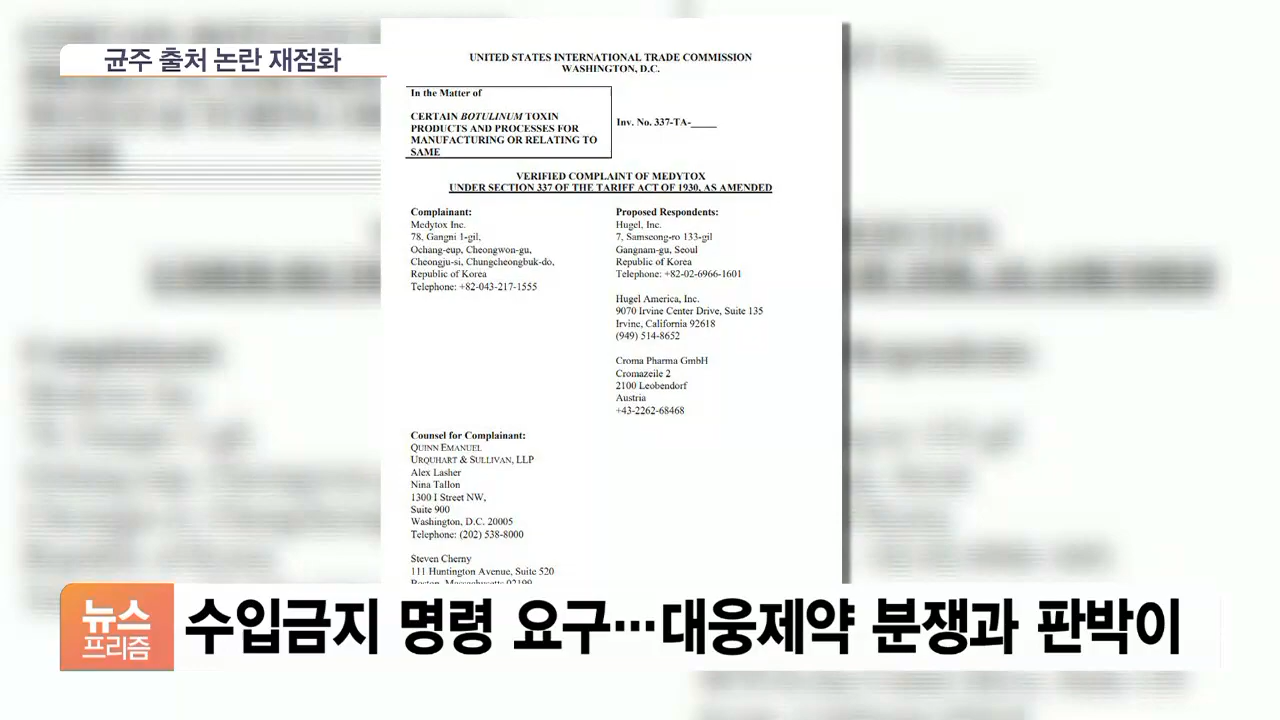 균주 출처 논란 재점화
UNITED STATES INTERNATIONAL TRADE COMMISSION
WASHINGTON, D.C.
In the Matter of
CERTAIN BOTULINUM TOXIN
PRODUCTS AND PROCESSES FOR
MANUFACTURING OR RELATING TO
SAME
Inv. No. 337-TA-_____
VERIFIED COMPLAINT OF MEDYTOX
UNDER SECTION 337 OF THE TARIFF ACT OF 1930, AS AMENDED
Complainant:
Medytox Inc.
78, Gangni 1-gil,
Ochang-eup, Cheongwon-gu,
Cheongju-si, Chungcheongbuk-do,
Republic of Korea
Telephone: +82-043-217-1555
Proposed Respondents:
Hugel, Inc.
7, Samseong-ro 133-gil
Gangnam-gu, Seoul
Republic of Korea
Telephone: +82-02-6966-1601
Hugel America, Inc.
9070 Irvine Center Drive, Suite 135
Irvine, California 92618
(949) 514-8652
Croma Pharma GmbH
Cromazeile 2
2100 Leobendorf
Austria
+43-2262-68468
Counsel for Complainant:
QUINN EMANUEL
URQUHART & SULLIVAN, LLP
Alex Lasher
Nina Tallon
1300 I Street NW,
Suite 900
Washington, D.C. 20005
Telephone: (202) 538-8000
Steven Cherny
111 Huntington Avenue, Suite 520
Boston, Massachusetts 02199
뉴스
프리즘
수입금지 명령 요구…대웅제약 분쟁과 판박이